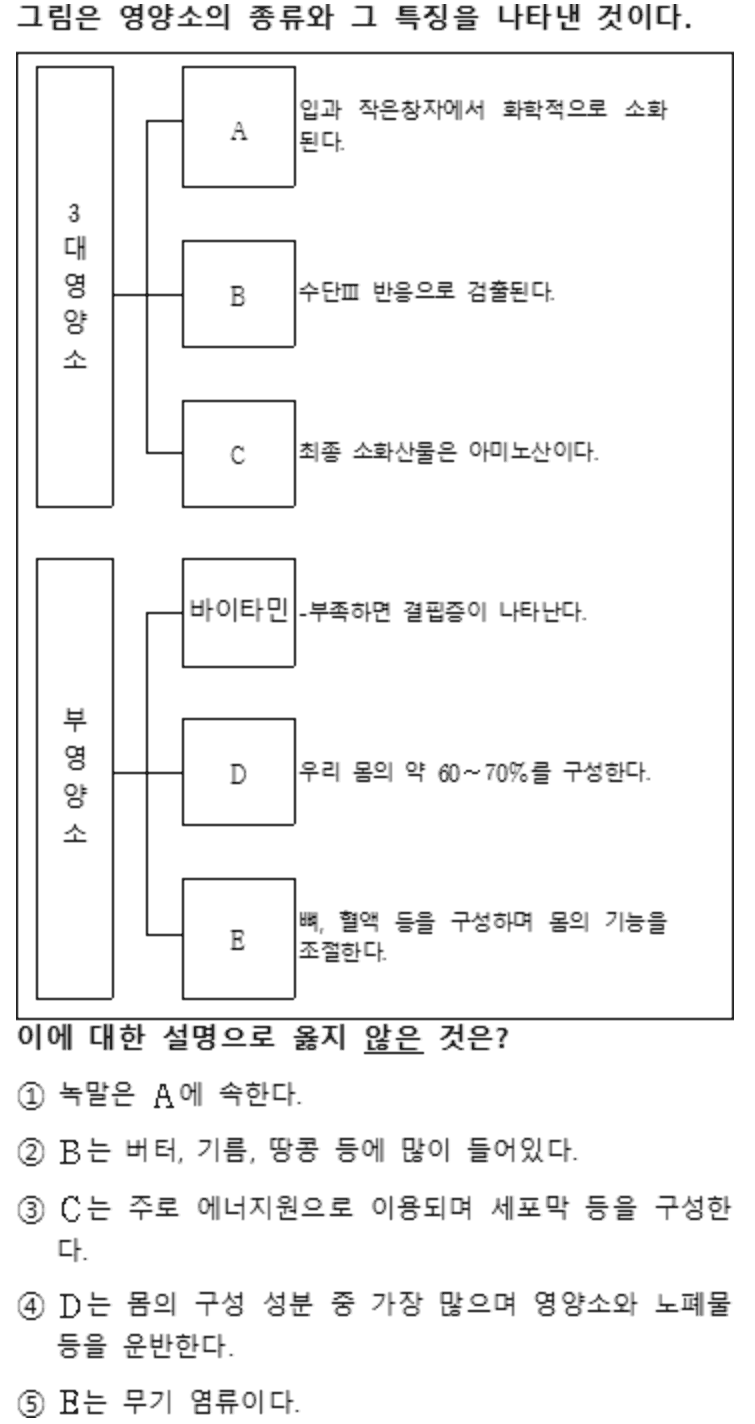 그림은 영양소의 종류와 그 특징을 나타낸 것이다.
3
대
영
양
소
A
입과 작은창자에서 화학적으로 소화
된다.
B
수단Ⅲ 반응으로 검출된다.
C
최종 소화산물은 아미노산이다.
부
영
양
소
바이타민
-부족하면 결핍증이 나타난다.
D
우리 몸의 약 60~70%를 구성한다.
E
뼈, 혈액 등을 구성하며 몸의 기능을
조절한다.
이에 대한 설명으로 옳지 않은 것은?
① 녹말은 A에 속한다.
② B는 버터, 기름, 땅콩 등에 많이 들어있다.
③ C는 주로 에너지원으로 이용되며 세포막 등을 구성한
다.
④ D는 몸의 구성 성분 중 가장 많으며 영양소와 노폐물
등을 운반한다.
⑤ E는 무기 염류이다.